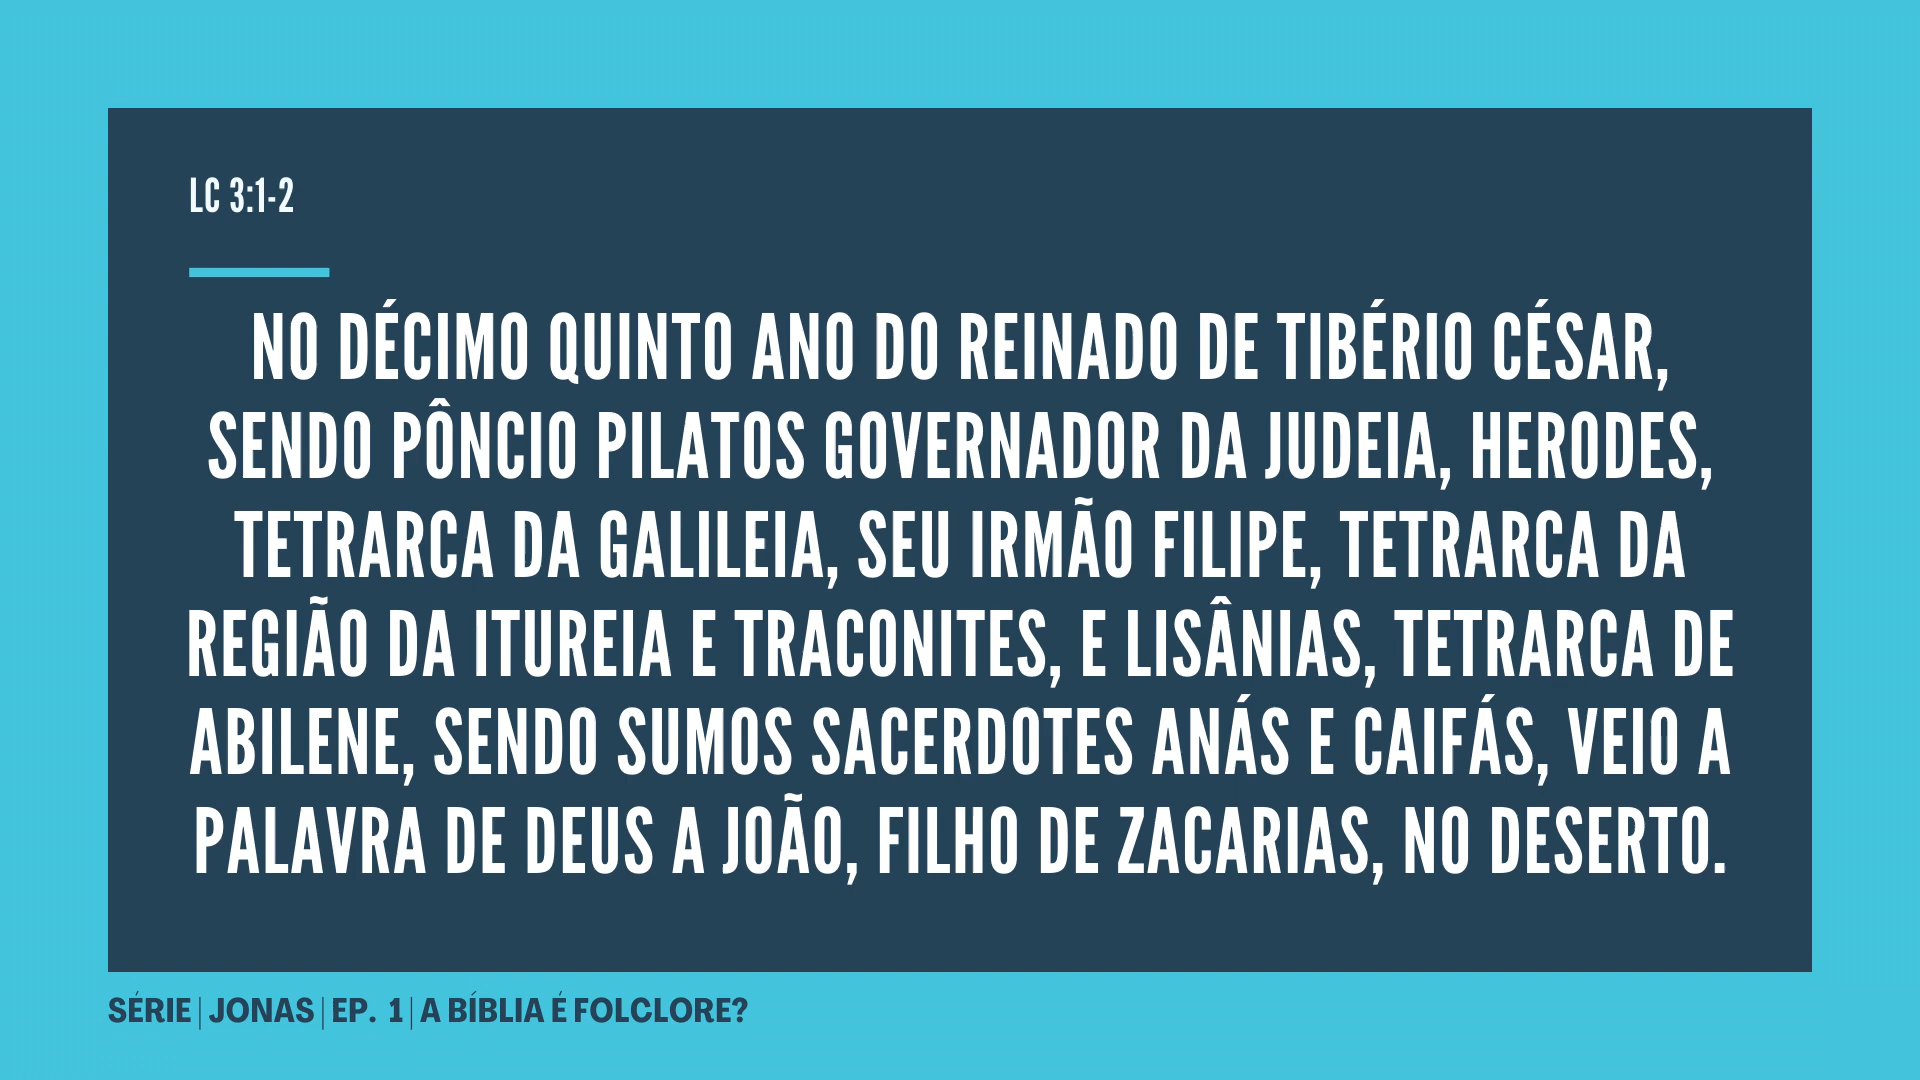 LC 3:1-2
NO DÉCIMO QUINTO ANO DO REINADO DE TIBÉRIO CÉSAR,
SENDO PÔNCIO PILATOS GOVERNADOR DA JUDEIA, HERODES,
TETRARCA DA GALILEIA, SEU IRMÃO FILIPE, TETRARCA DA
REGIÃO DA ITUREIA E TRACONITES, E LISÂNIAS, TETRARCA DE
ABILENE, SENDO SUMOS SACERDOTES ANÁS E CAIFÁS, VEIO A
PALAVRA DE DEUS A JOÃO, FILHO DE ZACARIAS, NO DESERTO.
SÉRIE | JONAS | EP. 1 | A BÍBLIA É FOLCLORE?